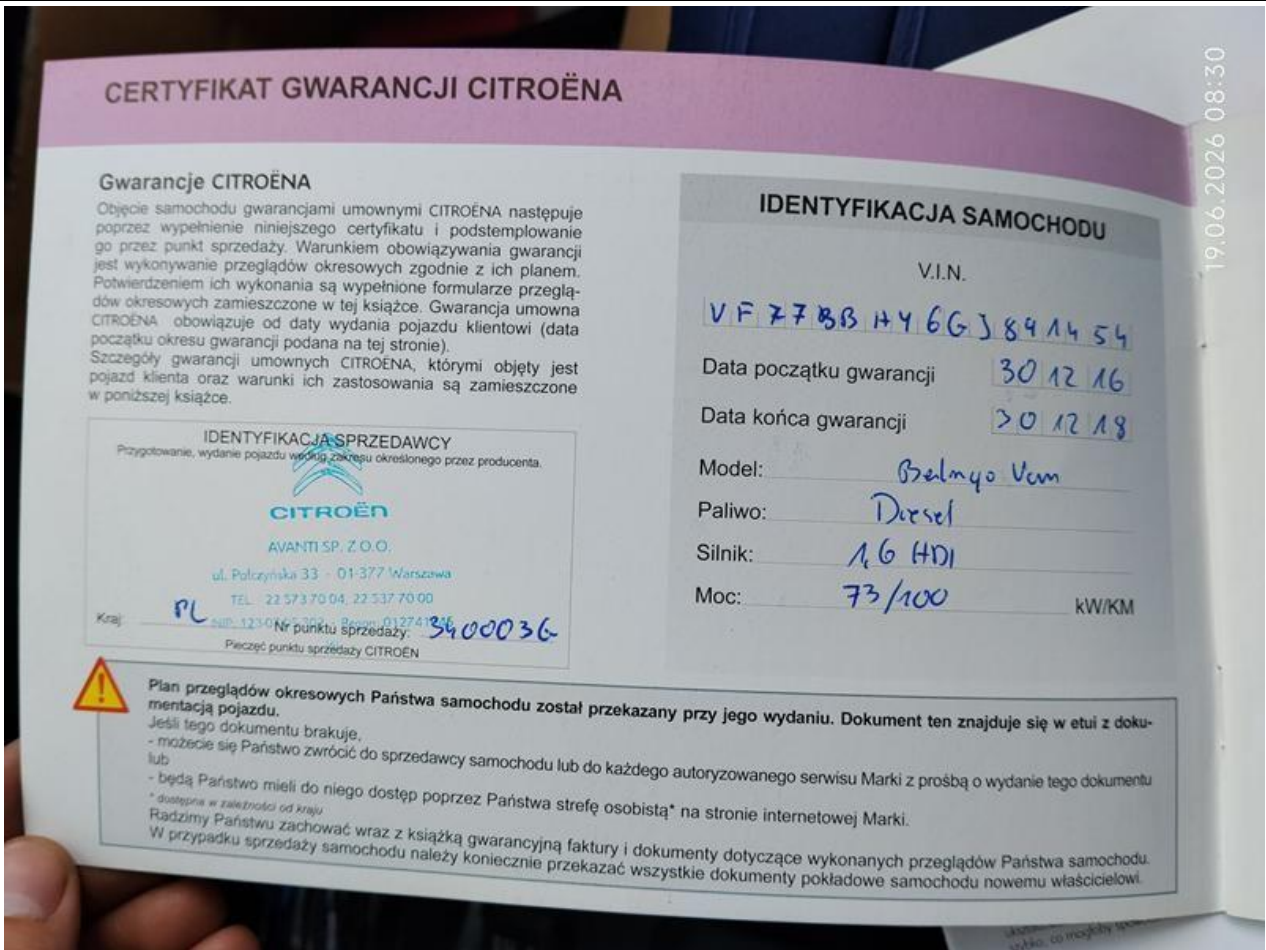 CERTYFIKAT GWARANCJI CITROËNA
Gwarancje CITROËNA
Objęcie samochodu gwarancjami umownymi CITROËNA następuje
poprzez wypełnienie niniejszego certyfikatu i podstemplowanie
go przez punkt sprzedaży. Warunkiem obowiązywania gwarancji
jest wykonywanie przeglądów okresowych zgodnie z ich planem.
Potwierdzeniem ich wykonania są wypełnione formularze przeglą-
dów okresowych zamieszczone w tej książce. Gwarancja umowna
CITROËNA obowiązuje od daty wydania pojazdu klientowi (data
początku okresu gwarancji podana na tej stronie).
Szczegóły gwarancji umownych CITROËNA, którymi objęty jest
pojazd klienta oraz warunki ich zastosowania są zamieszczone
w poniższej książce.
IDENTYFIKACJA SPRZEDAWCY
Przygotowanie, wydanie pojazdu według zakresu określonego przez producenta.
CITROËN
AVANTI SP. Z O.O.
ul. Połczyńska 33 - 01-377 Warszawa
TEL. 22 573 70 04, 22 537 70 00
Kraj: PL Nr punktu sprzedaży: 340003G
Pieczęć punktu sprzedaży CITROËN
IDENTYFIKACJA SAMOCHODU
V.I.N.
VF77BBHY6GJ841454
Data początku gwarancji 30 12 16
Data końca gwarancji 30 12 18
Model: Belngo Van
Paliwo: Diesel
Silnik: 1,6 HDI
Moc: 73/100 kW/KM
Plan przeglądów okresowych Państwa samochodu został przekazany przy jego wydaniu. Dokument ten znajduje się w etui z doku-
mentacją pojazdu.
Jeśli tego dokumentu brakuje,
- możecie się Państwo zwrócić do sprzedawcy samochodu lub do każdego autoryzowanego serwisu Marki z prośbą o wydanie tego dokumentu
lub
- będą Państwo mieli do niego dostęp poprzez Państwa strefę osobistą* na stronie internetowej Marki.
* dostępna w zależności od kraju
Radzimy Państwu zachować wraz z książką gwarancyjną faktury i dokumenty dotyczące wykonanych przeglądów Państwa samochodu.
W przypadku sprzedaży samochodu należy koniecznie przekazać wszystkie dokumenty pokładowe samochodu nowemu właścicielowi.
19.06.2026 08:30